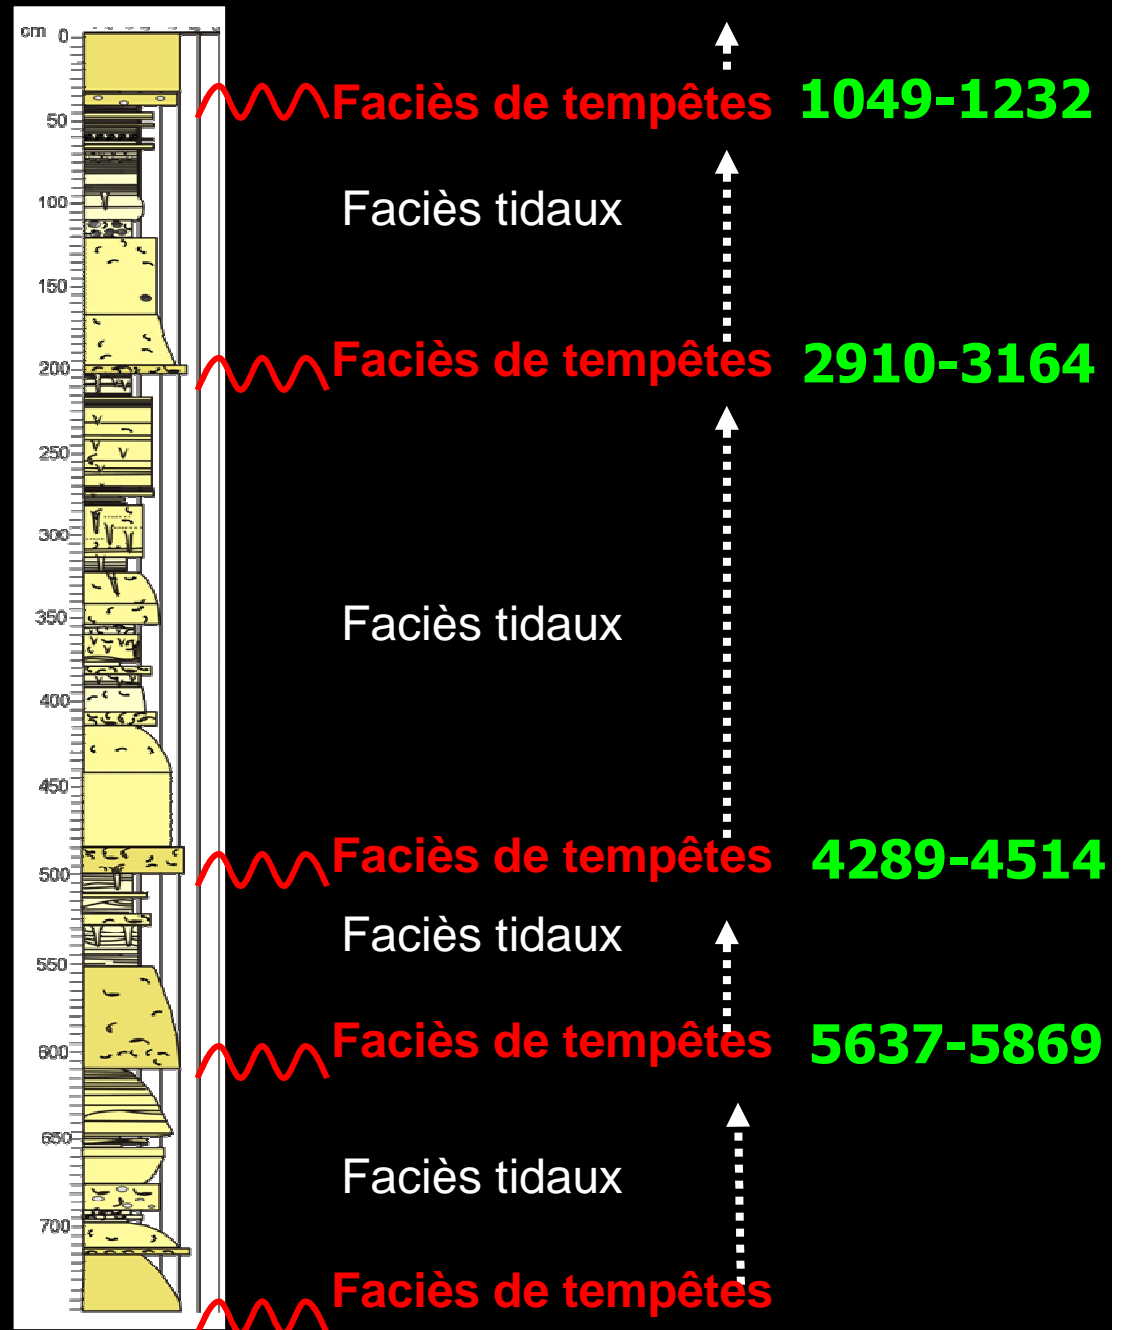 cm 0
Faciès de tempêtes 1049-1232
50
100
Faciès tidaux
150
Faciès de tempêtes 2910-3164
200
250
300
350
Faciès tidaux
400
450
Faciès de tempêtes 4289-4514
500
Faciès tidaux
550
Faciès de tempêtes 5637-5869
600
650
Faciès tidaux
700
Faciès de tempêtes